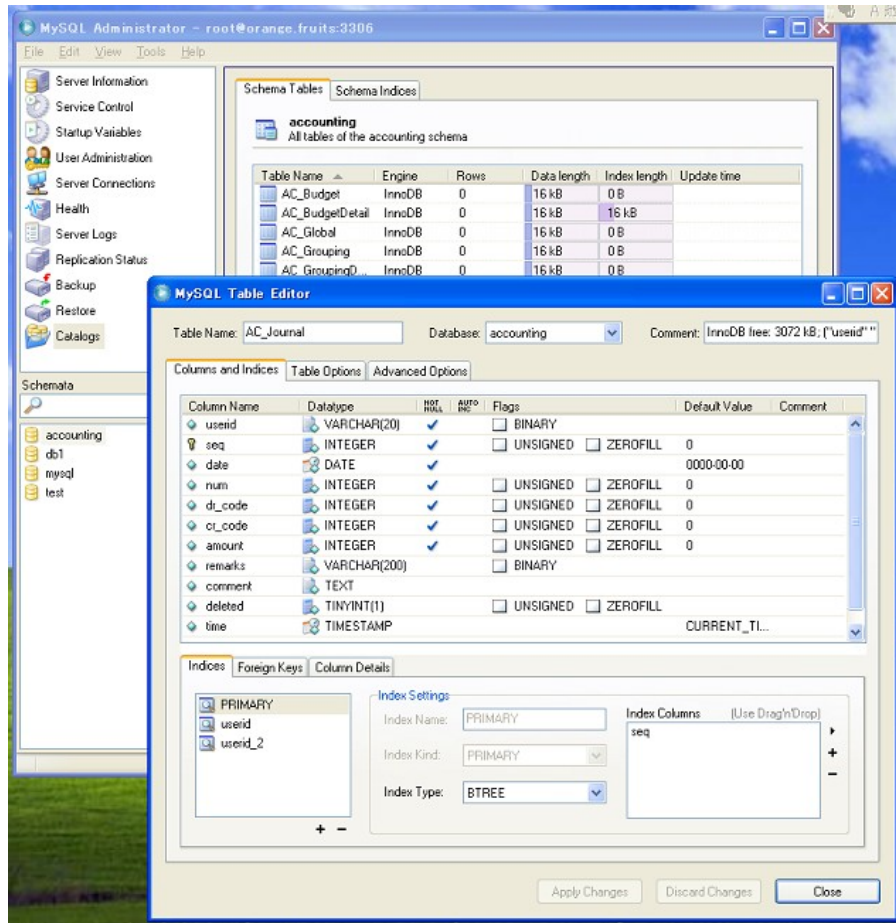 MySQL Administrator - root@orange.fruits:3306
File Edit View Tools Help
Server Information
Service Control
Startup Variables
User Administration
Server Connections
Health
Server Logs
Replication Status
Backup
Restore
Catalogs
Schemata
accounting
db1
mysql
test
Schema Tables Schema Indices
accounting
All tables of the accounting schema
Table Name Engine Rows Data length Index length Update time
AC_Budget InnoDB 0 16 kB 0 B
AC_BudgetDetail InnoDB 0 16 kB 16 kB
AC_Global InnoDB 0 16 kB 0 B
AC_Grouping InnoDB 0 16 kB 0 B
AC_GroupingD... InnoDB 0 16 kB 0 B
MySQL Table Editor
Table Name: AC_Journal Database: accounting Comment: InnoDB free: 3072 kB; ("userid" "
Columns and Indices Table Options Advanced Options
Column Name Datatype NOT NULL AUTO INC Flags Default Value Comment
userid VARCHAR(20) BINARY
seq INTEGER UNSIGNED ZEROFILL 0
date DATE 0000-00-00
num INTEGER UNSIGNED ZEROFILL 0
dr_code INTEGER UNSIGNED ZEROFILL 0
cr_code INTEGER UNSIGNED ZEROFILL 0
amount INTEGER UNSIGNED ZEROFILL 0
remarks VARCHAR(200) BINARY
comment TEXT
deleted TINYINT(1) UNSIGNED ZEROFILL
time TIMESTAMP CURRENT_TI...
Indices Foreign Keys Column Details
PRIMARY
userid
userid_2
Index Settings
Index Name: PRIMARY
Index Kind: PRIMARY
Index Type: BTREE
Index Columns (Use Drag'n'Drop)
seq
Apply Changes Discard Changes Close